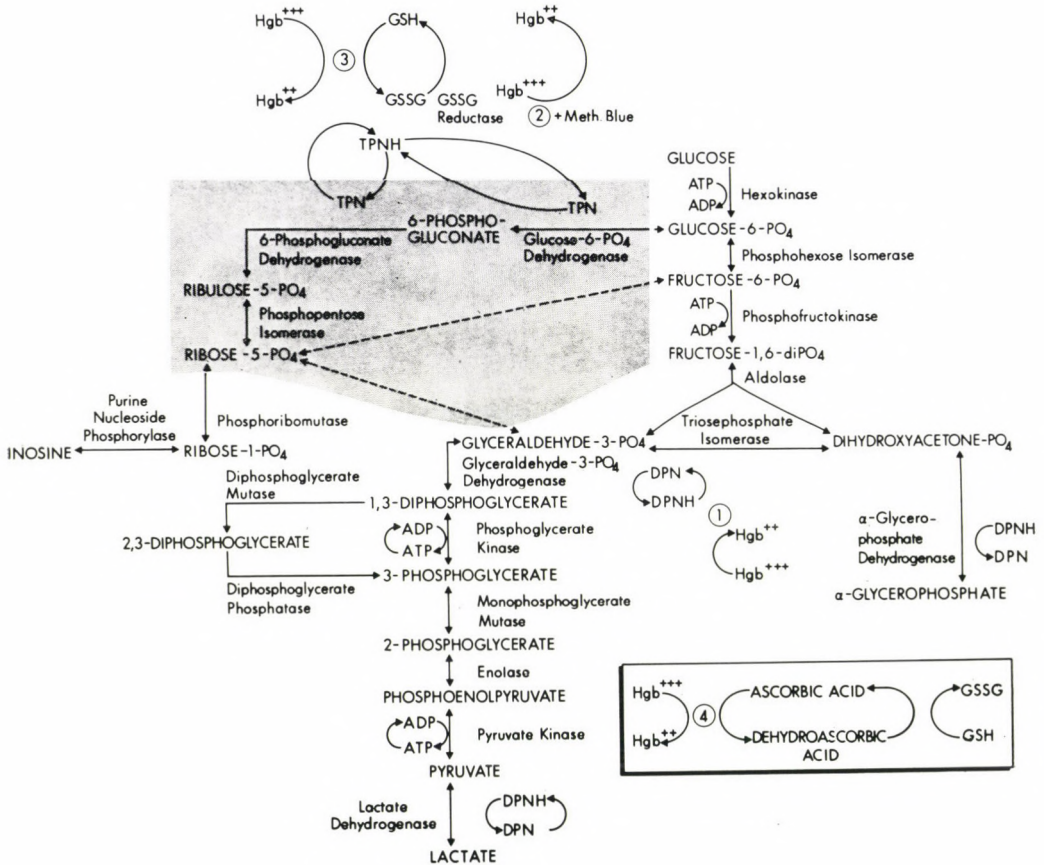 Hgb+++
GSH
Hgb++
③
Hgb++
GSSG
GSSG
Reductase
Hgb+++
② + Meth. Blue
TPNH
TPN
TPN
GLUCOSE
ATP
ADP
Hexokinase
6-PHOSPHO-
GLUCONATE
GLUCOSE-6-PO4
6-Phosphogluconate
Dehydrogenase
Glucose-6-PO4
Dehydrogenase
Phosphohexose Isomerase
RIBULOSE-5-PO4
FRUCTOSE-6-PO4
Phosphopentose
Isomerase
ATP
ADP
Phosphofructokinase
RIBOSE-5-PO4
FRUCTOSE-1,6-diPO4
Aldolase
Purine
Nucleoside
Phosphorylase
Phosphoribomutase
Triosephosphate
Isomerase
INOSINE
RIBOSE-1-PO4
GLYCERALDEHYDE-3-PO4
DIHYDROXYACETONE-PO4
Glyceraldehyde-3-PO4
Dehydrogenase
DPN
DPNH
Diphosphoglycerate
Mutase
1,3-DIPHOSPHOGLYCERATE
①
Hgb++
Hgb+++
2,3-DIPHOSPHOGLYCERATE
ADP
ATP
Phosphoglycerate
Kinase
α-Glycero-
phosphate
Dehydrogenase
DPNH
DPN
3-PHOSPHOGLYCERATE
Diphosphoglycerate
Phosphatase
α-GLYCEROPHOSPHATE
Monophosphoglycerate
Mutase
2-PHOSPHOGLYCERATE
Enolase
PHOSPHOENOLPYRUVATE
ADP
ATP
Pyruvate Kinase
PYRUVATE
Lactate
Dehydrogenase
DPNH
DPN
LACTATE
Hgb+++
④
ASCORBIC ACID
GSSG
Hgb++
DEHYDROASCORBIC
ACID
GSH